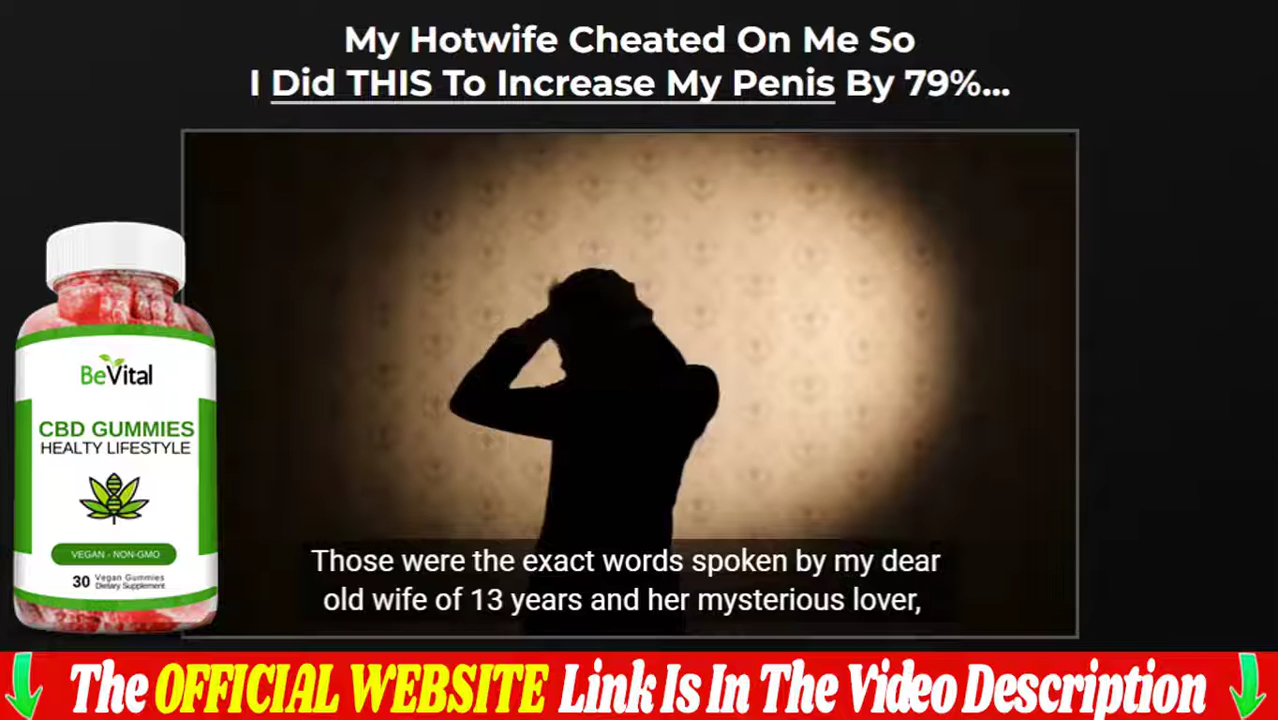 My Hotwife Cheated On Me So
I Did THIS To Increase My Penis By 79%...
BeVital
CBD GUMMIES
HEALTY LIFESTYLE
VEGAN - NON-GMO
30 Vegan Gummies
Dietary Supplement
Those were the exact words spoken by my dear
old wife of 13 years and her mysterious lover,
The OFFICIAL WEBSITE Link Is In The Video Description